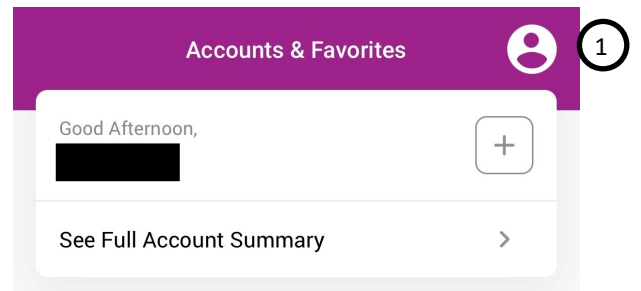 Accounts & Favorites
1
Good Afternoon,
+
See Full Account Summary